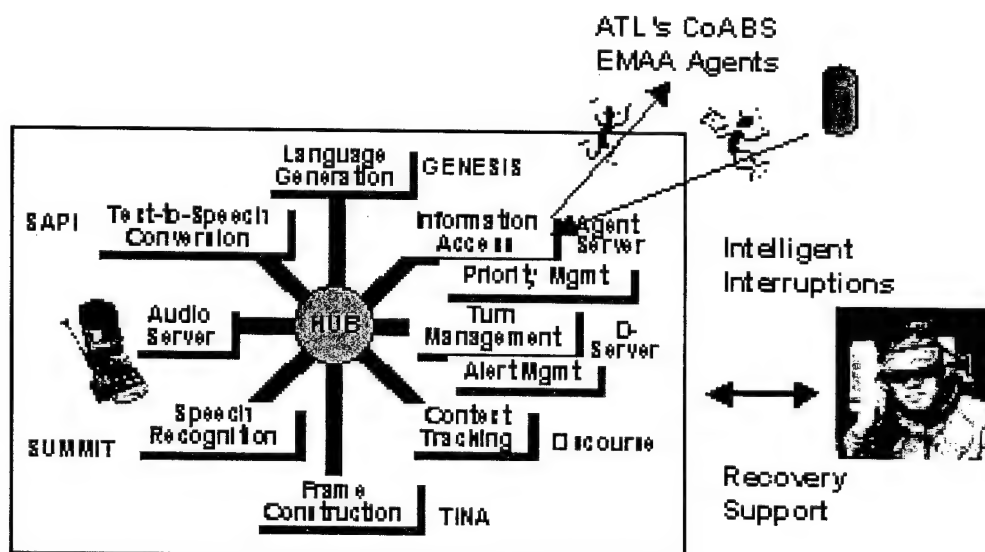 ATL's CoABS
EMAA Agents
Language
Generation
GENESIS
SAPI
Text-to-Speech
Conversion
Information
Access
Agent
Server
Priority Mgmt
Intelligent
Interruptions
Audio
Server
HUB
Turn
Management
D-
Server
Alert Mgmt
Speech
Recognition
SUMMIT
Context
Tracking
Discourse
Recovery
Support
Frame
Construction
TINA